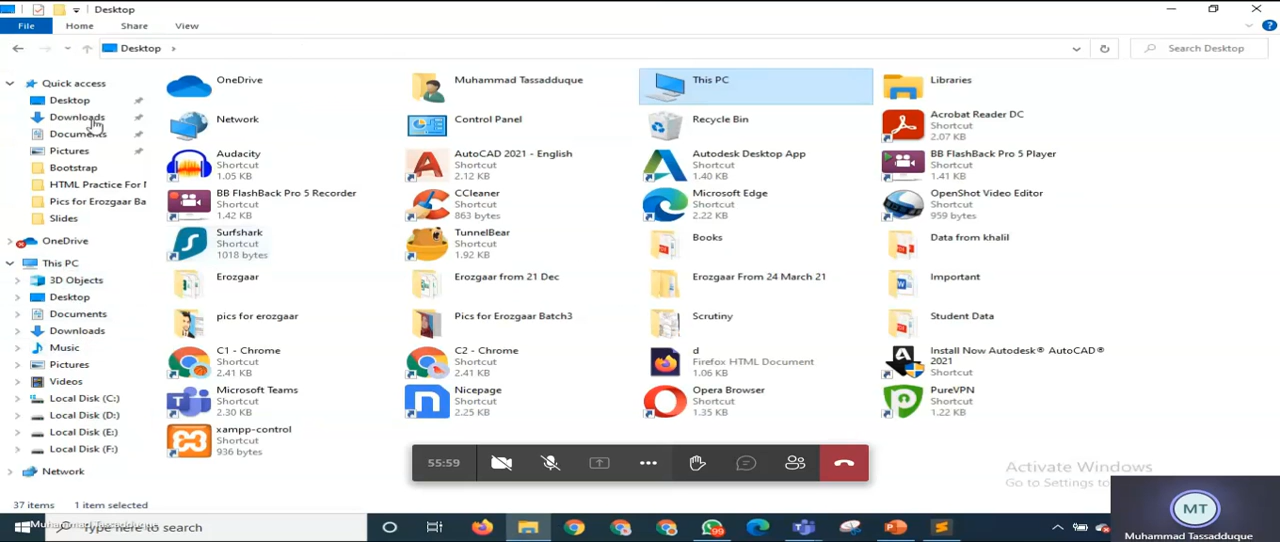 Desktop
File Home Share View
Desktop
Search Desktop
Quick access
Desktop
Downloads
Documents
Pictures
Bootstrap
HTML Practice For
Pics for Erozgaar Ba
Slides
OneDrive
This PC
3D Objects
Desktop
Documents
Downloads
Music
Pictures
Videos
Local Disk (C:)
Local Disk (D:)
Local Disk (E:)
Local Disk (F:)
Network
OneDrive
Muhammad Tassadduque
This PC
Libraries
Network
Control Panel
Recycle Bin
Acrobat Reader DC
Shortcut
2.07 KB
Audacity
Shortcut
1.05 KB
AutoCAD 2021 - English
Shortcut
2.12 KB
Autodesk Desktop App
Shortcut
1.40 KB
BB FlashBack Pro 5 Player
Shortcut
1.41 KB
BB FlashBack Pro 5 Recorder
Shortcut
1.42 KB
CCleaner
Shortcut
863 bytes
Microsoft Edge
Shortcut
2.22 KB
OpenShot Video Editor
Shortcut
959 bytes
Surfshark
Shortcut
1018 bytes
TunnelBear
Shortcut
1.92 KB
Books
Data from khalil
Erozgaar
Erozgaar from 21 Dec
Erozgaar From 24 March 21
Important
pics for erozgaar
Pics for Erozgaar Batch3
Scrutiny
Student Data
C1 - Chrome
Shortcut
2.41 KB
C2 - Chrome
Shortcut
2.41 KB
d
Firefox HTML Document
1.06 KB
Install Now Autodesk® AutoCAD®
2021
Shortcut
Microsoft Teams
Shortcut
2.30 KB
Nicepage
Shortcut
2.25 KB
Opera Browser
Shortcut
1.35 KB
PureVPN
Shortcut
1.22 KB
xampp-control
Shortcut
936 bytes
55:59
Activate Windows
Go to Settings to
37 items 1 item selected
MT
Muhammad Tassadduque
Muhammad Tassadduque
Type here to search
99